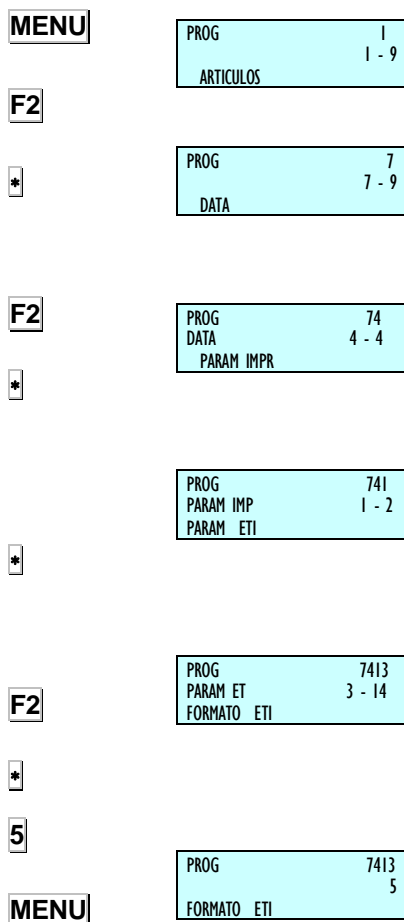 MENU
PROG 1
1 - 9
ARTICULOS
F2
*
PROG 7
7 - 9
DATA
F2
*
PROG 74
DATA 4 - 4
PARAM IMPR
PROG 741
PARAM IMP 1 - 2
PARAM ETI
*
PROG 7413
PARAM ET 3 - 14
FORMATO ETI
F2
*
5
PROG 7413
5
FORMATO ETI
MENU